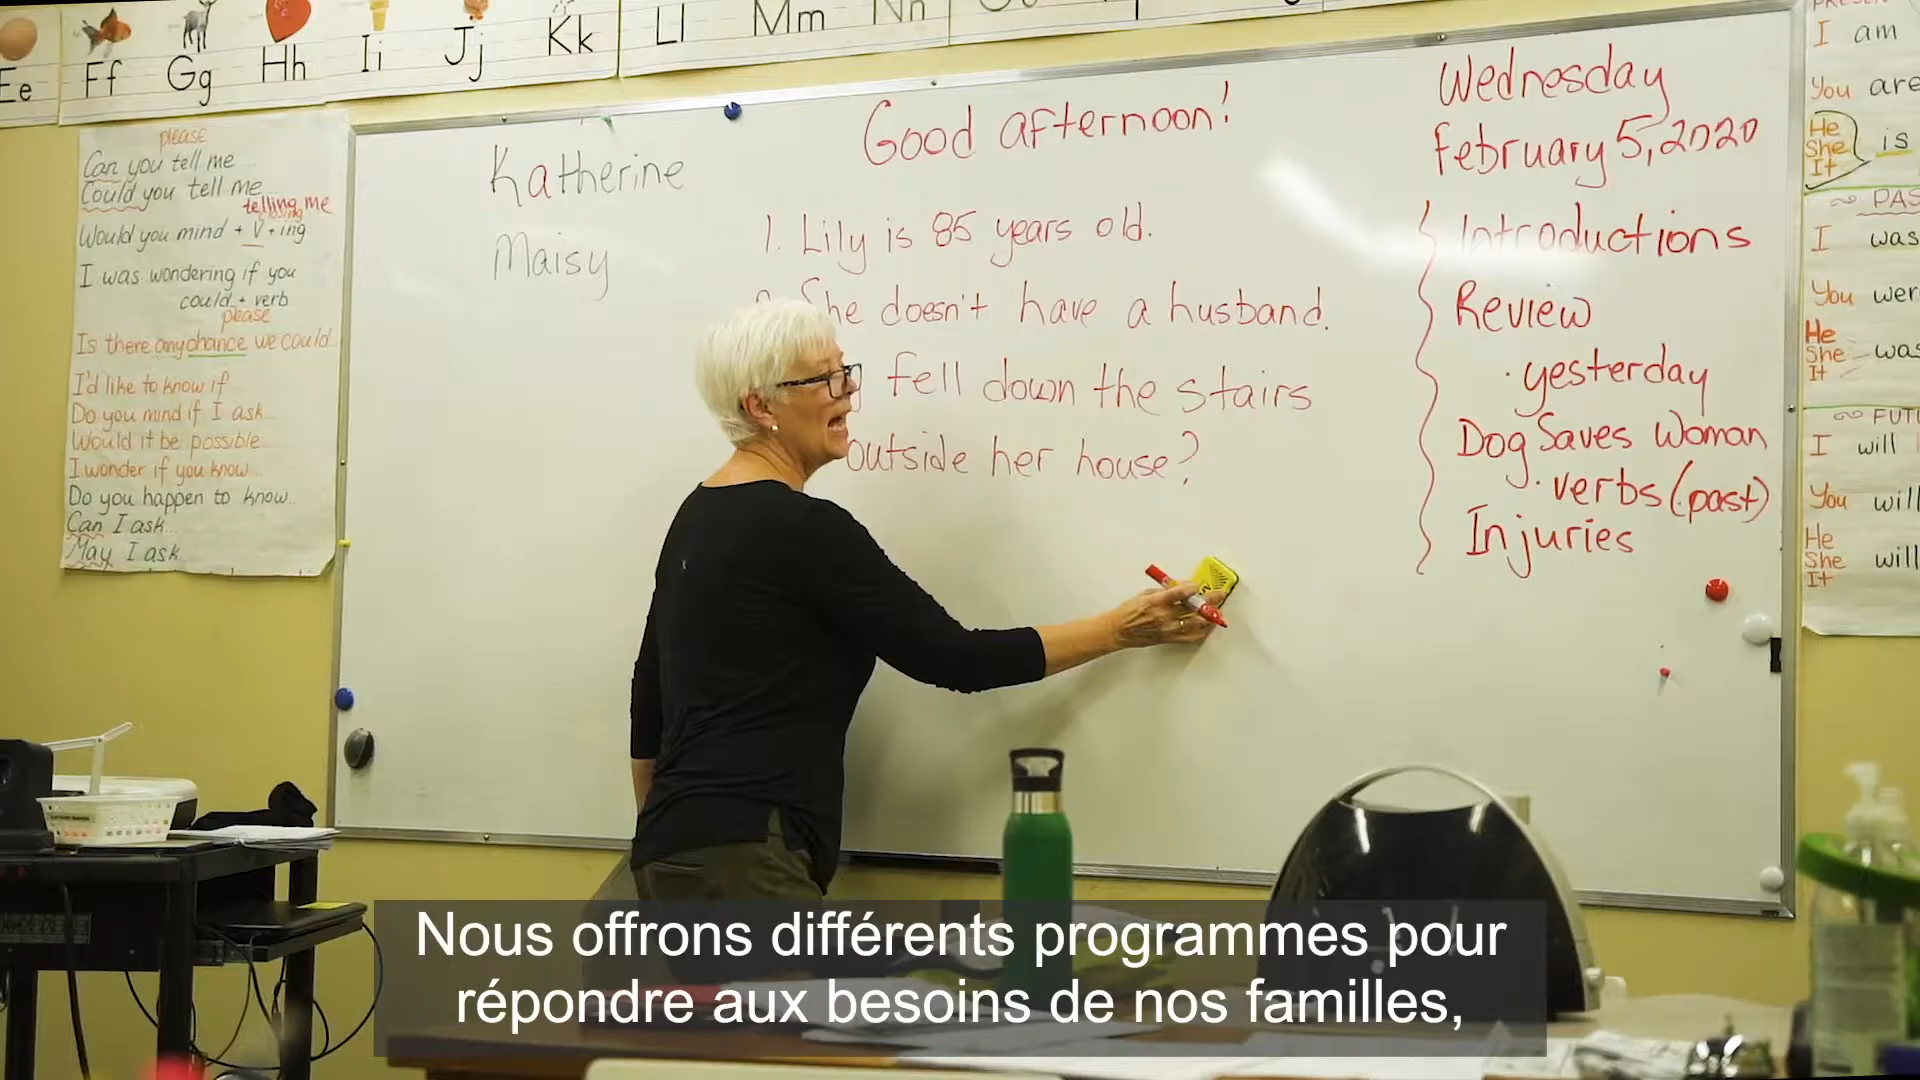 Ee Ff Gg Hh Ii Jj Kk Ll Mm Nn
please
Can you tell me
Could you tell me
telling me
Would you mind + V + ing
I was wondering if you
could + verb
please
Is there any chance we could
I'd like to know if
Do you mind if I ask
Would it be possible
I wonder if you know
Do you happen to know
Can I ask
May I ask
Katherine
Maisy
Good afternoon!
1. Lily is 85 years old.
She doesn't have a husband.
fell down the stairs
outside her house?
Wednesday
February 5, 2020
Introductions
Review
· yesterday
Dog Saves Woman
· verbs (past)
Injuries
I am
You are
He
She
It
is
PAS
I was
You wer
He
She
It
was
FUTU
I will
You will
He
She
It
will
Nous offrons différents programmes pour
répondre aux besoins de nos familles,